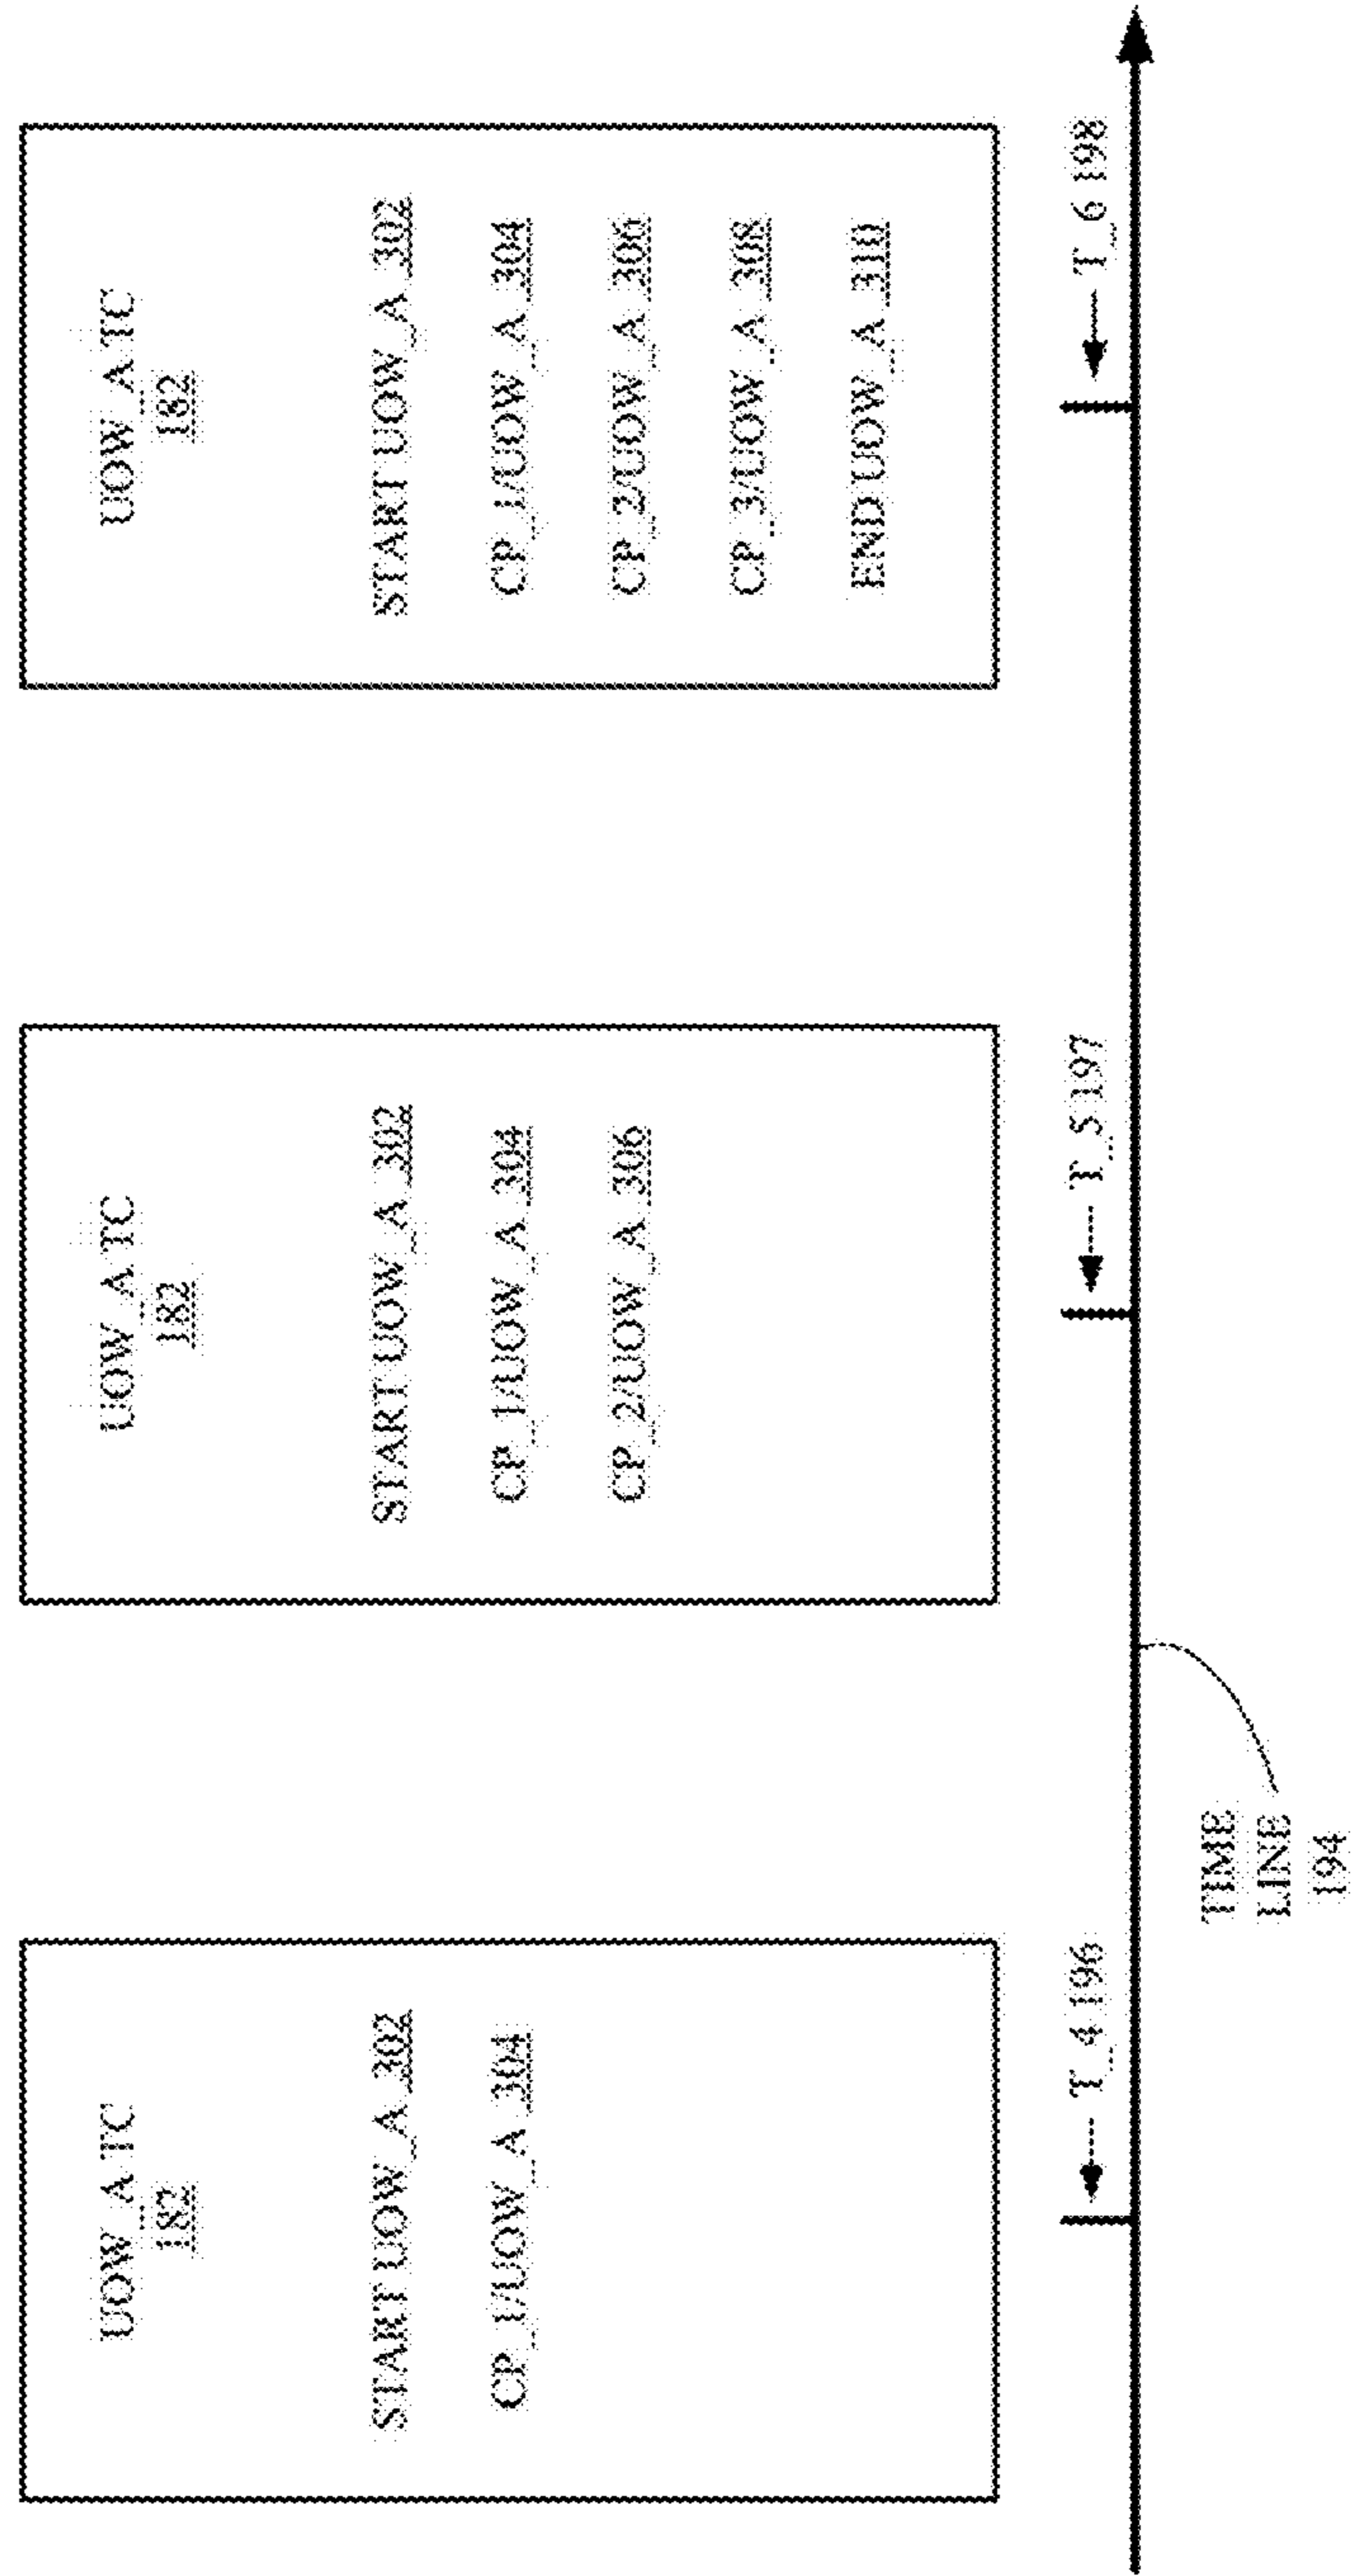 UOW_A TC
182
START UOW_A 302
CP_1/UOW_A 304
UOW_A TC
182
START UOW_A 302
CP_1/UOW_A 304
CP_2/UOW_A 306
UOW_A TC
182
START UOW_A 302
CP_1/UOW_A 304
CP_2/UOW_A 306
CP_3/UOW_A 308
END UOW_A 310
T_4 196
T_5 197
T_6 198
TIME
LINE
194